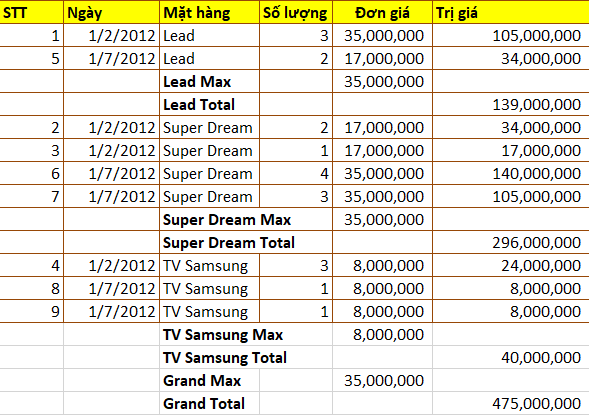 STT Ngày Mặt hàng Số lượng Đơn giá Trị giá
1 1/2/2012 Lead 3 35,000,000 105,000,000
5 1/7/2012 Lead 2 17,000,000 34,000,000
Lead Max 35,000,000
Lead Total 139,000,000
2 1/2/2012 Super Dream 2 17,000,000 34,000,000
3 1/2/2012 Super Dream 1 17,000,000 17,000,000
6 1/7/2012 Super Dream 4 35,000,000 140,000,000
7 1/7/2012 Super Dream 3 35,000,000 105,000,000
Super Dream Max 35,000,000
Super Dream Total 296,000,000
4 1/2/2012 TV Samsung 3 8,000,000 24,000,000
8 1/7/2012 TV Samsung 1 8,000,000 8,000,000
9 1/7/2012 TV Samsung 1 8,000,000 8,000,000
TV Samsung Max 8,000,000
TV Samsung Total 40,000,000
Grand Max 35,000,000
Grand Total 475,000,000